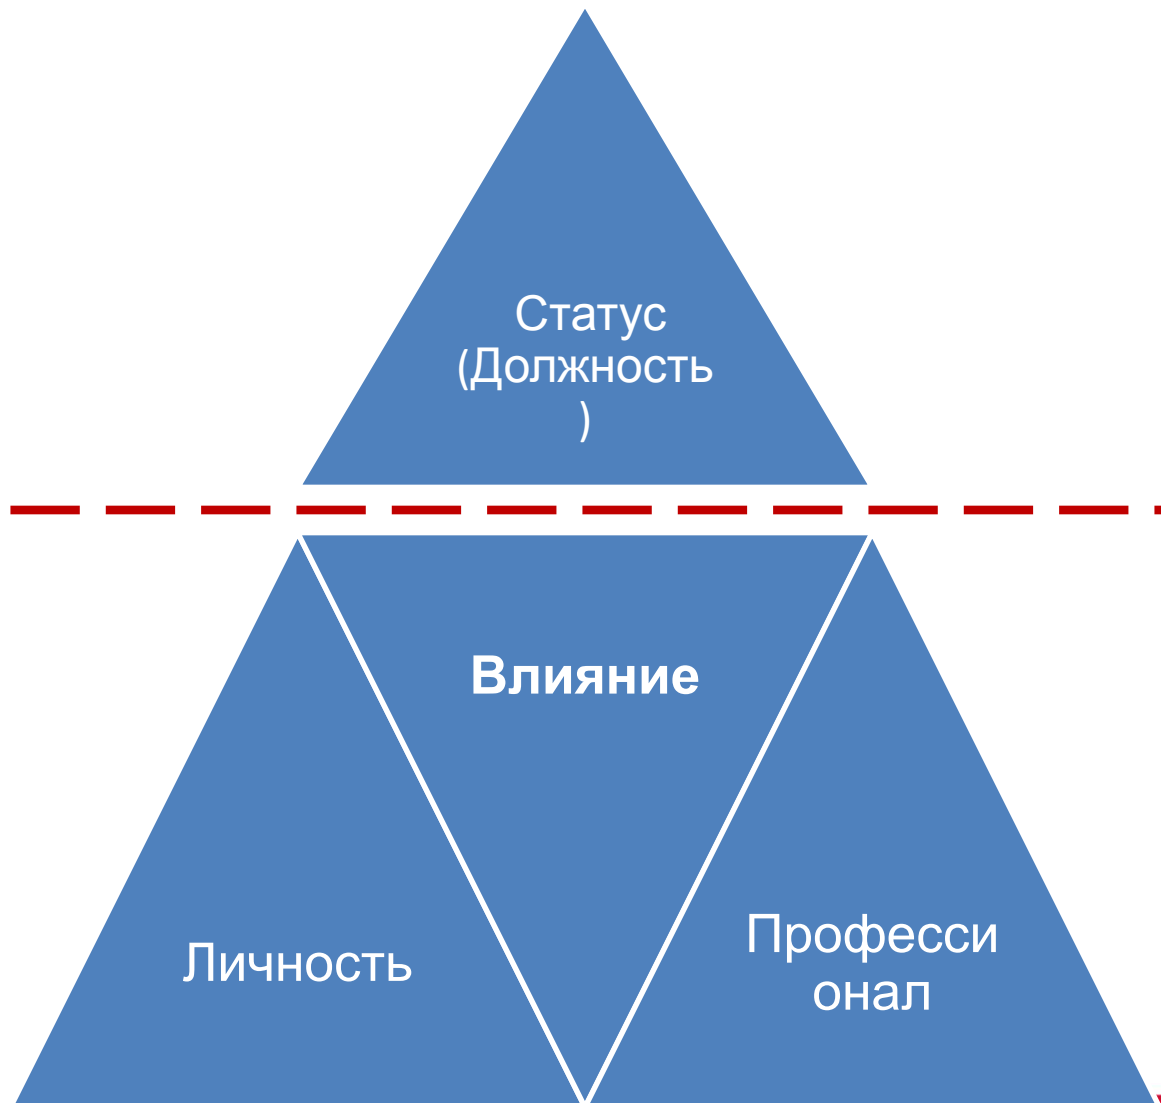 Статус
(Должность
)
Влияние
Личность
Професси
онал